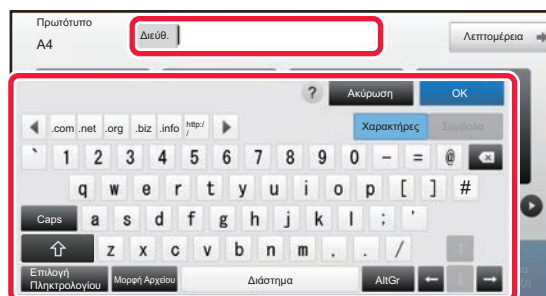 Πρωτότυπο
A4
Διεύθ.
Λεπτομέρεια
? Ακύρωση OK
.com .net .org .biz .info http:/ /
Χαρακτήρες Σύμβολα
` 1 2 3 4 5 6 7 8 9 0 - = @
q w e r t y u i o p [ ] #
Caps a s d f g h j k l ; '
z x c v b n m . . /
Επιλογή Πληκτρολογίου Μορφή Αρχείου Διάστημα AltGr